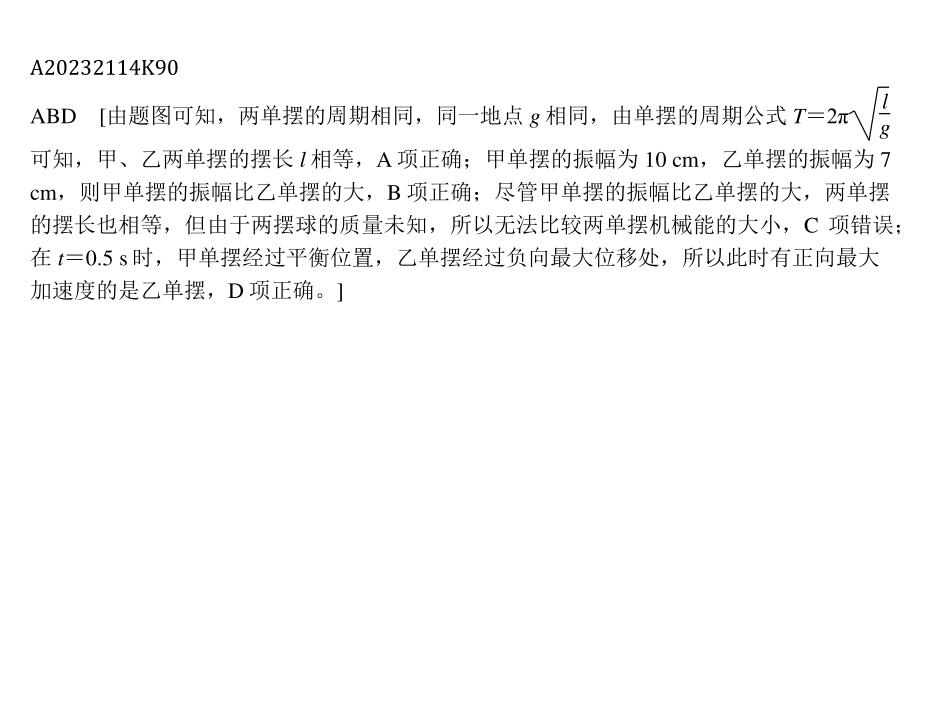 A20232114K90
ABD [由题图可知，两单摆的周期相同，同一地点 g 相同，由单摆的周期公式 T＝2π√(l/g)
可知，甲、乙两单摆的摆长 l 相等，A 项正确；甲单摆的振幅为 10 cm，乙单摆的振幅为 7
cm，则甲单摆的振幅比乙单摆的大，B 项正确；尽管甲单摆的振幅比乙单摆的大，两单摆
的摆长也相等，但由于两摆球的质量未知，所以无法比较两单摆机械能的大小，C 项错误；
在 t＝0.5 s 时，甲单摆经过平衡位置，乙单摆经过负向最大位移处，所以此时有正向最大
加速度的是乙单摆，D 项正确。]